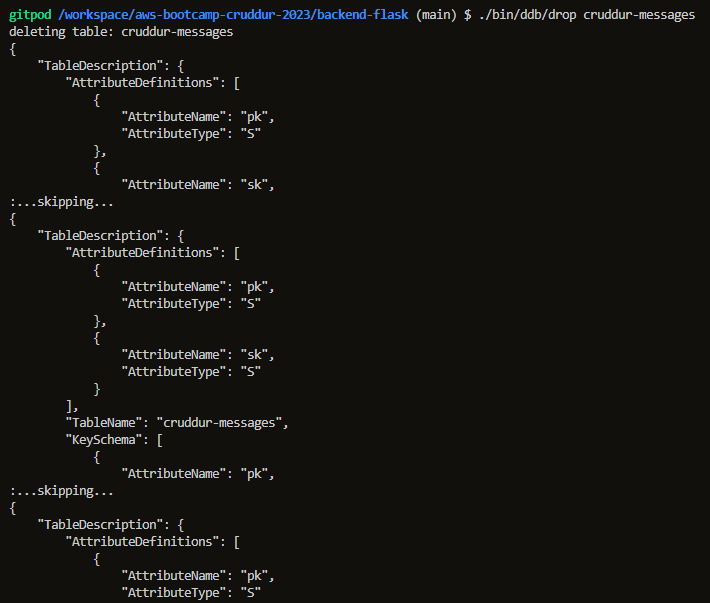 gitpod /workspace/aws-bootcamp-cruddur-2023/backend-flask (main) $ ./bin/ddb/drop cruddur-messages
deleting table: cruddur-messages
{
    "TableDescription": {
        "AttributeDefinitions": [
            {
                "AttributeName": "pk",
                "AttributeType": "S"
            },
            {
                "AttributeName": "sk",
:...skipping...
{
    "TableDescription": {
        "AttributeDefinitions": [
            {
                "AttributeName": "pk",
                "AttributeType": "S"
            },
            {
                "AttributeName": "sk",
                "AttributeType": "S"
            }
        ],
        "TableName": "cruddur-messages",
        "KeySchema": [
            {
                "AttributeName": "pk",
:...skipping...
{
    "TableDescription": {
        "AttributeDefinitions": [
            {
                "AttributeName": "pk",
                "AttributeType": "S"